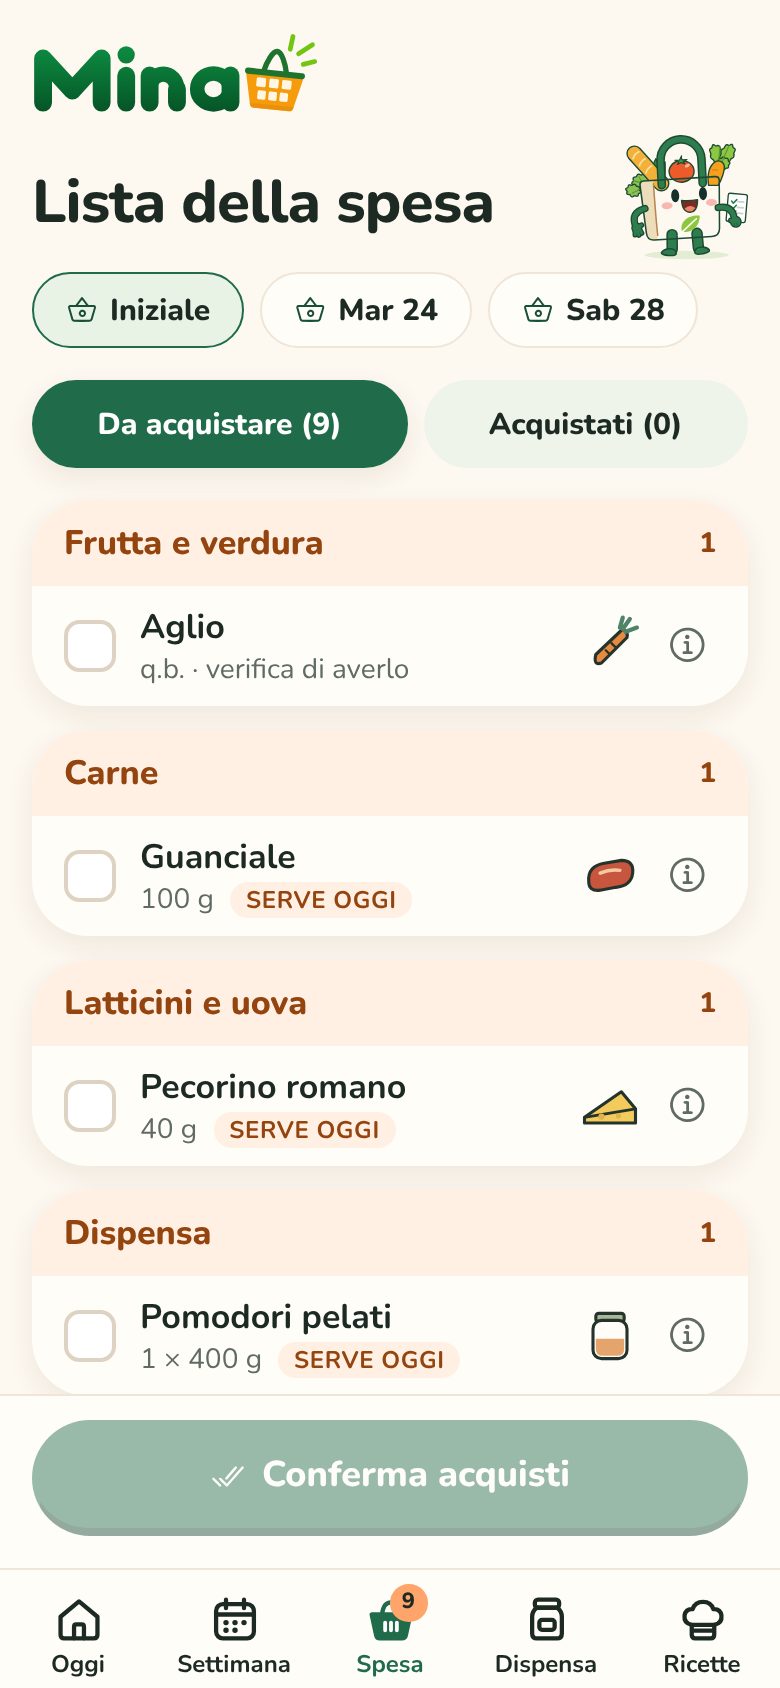 Mina
Lista della spesa
Iniziale
Mar 24
Sab 28
Da acquistare (9)
Acquistati (0)
Frutta e verdura 1
Aglio
q.b. · verifica di averlo
Carne 1
Guanciale
100 g SERVE OGGI
Latticini e uova 1
Pecorino romano
40 g SERVE OGGI
Dispensa 1
Pomodori pelati
1 × 400 g SERVE OGGI
Conferma acquisti
9
Oggi
Settimana
Spesa
Dispensa
Ricette